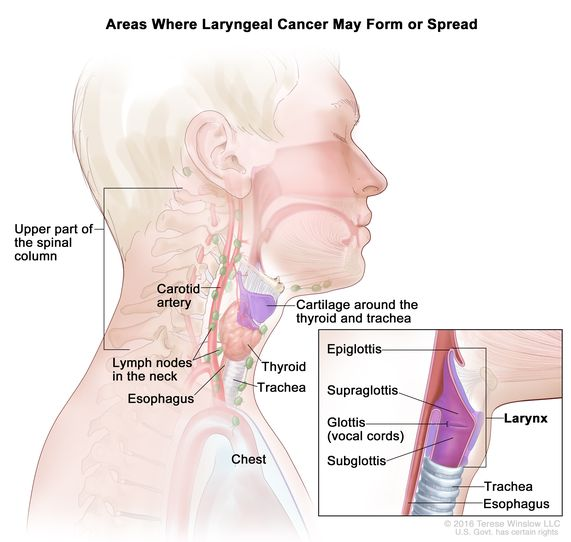 Areas Where Laryngeal Cancer May Form or Spread
Upper part of
the spinal
column
Carotid
artery
Cartilage around the
thyroid and trachea
Lymph nodes
in the neck
Thyroid
Trachea
Esophagus
Chest
Epiglottis
Supraglottis
Glottis
(vocal cords)
Subglottis
Larynx
Trachea
Esophagus
© 2016 Terese Winslow LLC
U.S. Govt. has certain rights